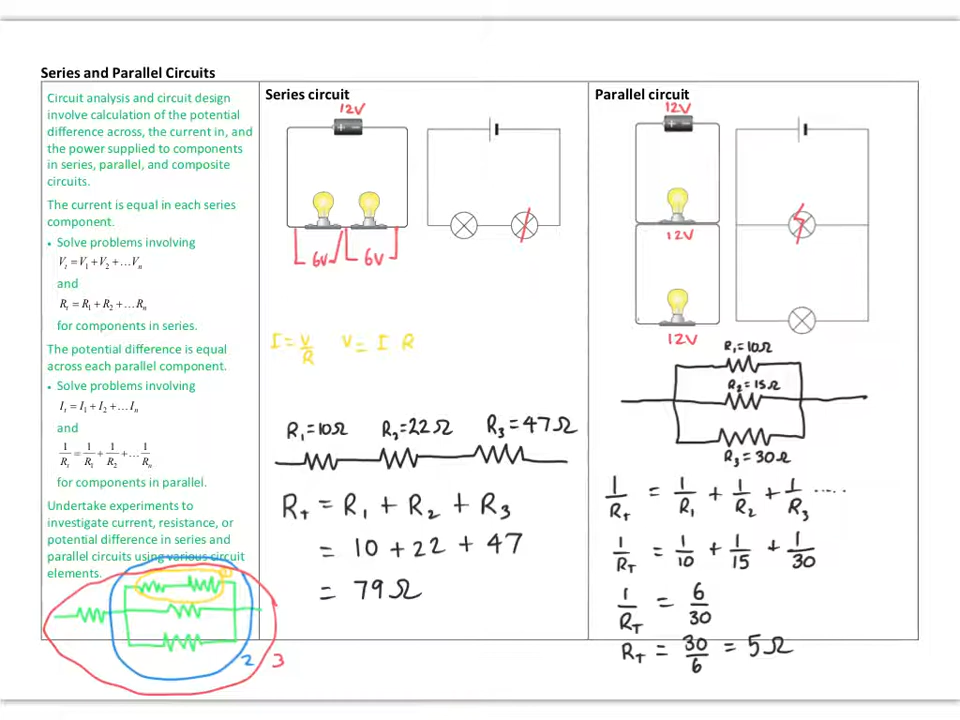 Series and Parallel Circuits
Circuit analysis and circuit design
involve calculation of the potential
difference across, the current in, and
the power supplied to components
in series, parallel, and composite
circuits.
The current is equal in each series
component.
• Solve problems involving
Vₜ = V₁ + V₂ + ...Vₙ
and
Rₜ = R₁ + R₂ + ...Rₙ
for components in series.
The potential difference is equal
across each parallel component.
• Solve problems involving
Iₜ = I₁ + I₂ + ...Iₙ
and
1/Rₜ = 1/R₁ + 1/R₂ + ... 1/Rₙ
for components in parallel.
Undertake experiments to
investigate current, resistance, or
potential difference in series and
parallel circuits using various circuit
elements.
1
2
3
Series circuit
12V
+ -
6V
6V
I = V/R V = I R
R₁=10Ω R₂=22Ω R₃=47Ω
R_T = R₁ + R₂ + R₃
= 10 + 22 + 47
= 79Ω
Parallel circuit
12V
+ -
12V
12V
R₁=10Ω
R₂=15Ω
R₃=30Ω
1/R_T = 1/R₁ + 1/R₂ + 1/R₃ .....
1/R_T = 1/10 + 1/15 + 1/30
1/R_T = 6/30
R_T = 30/6 = 5Ω